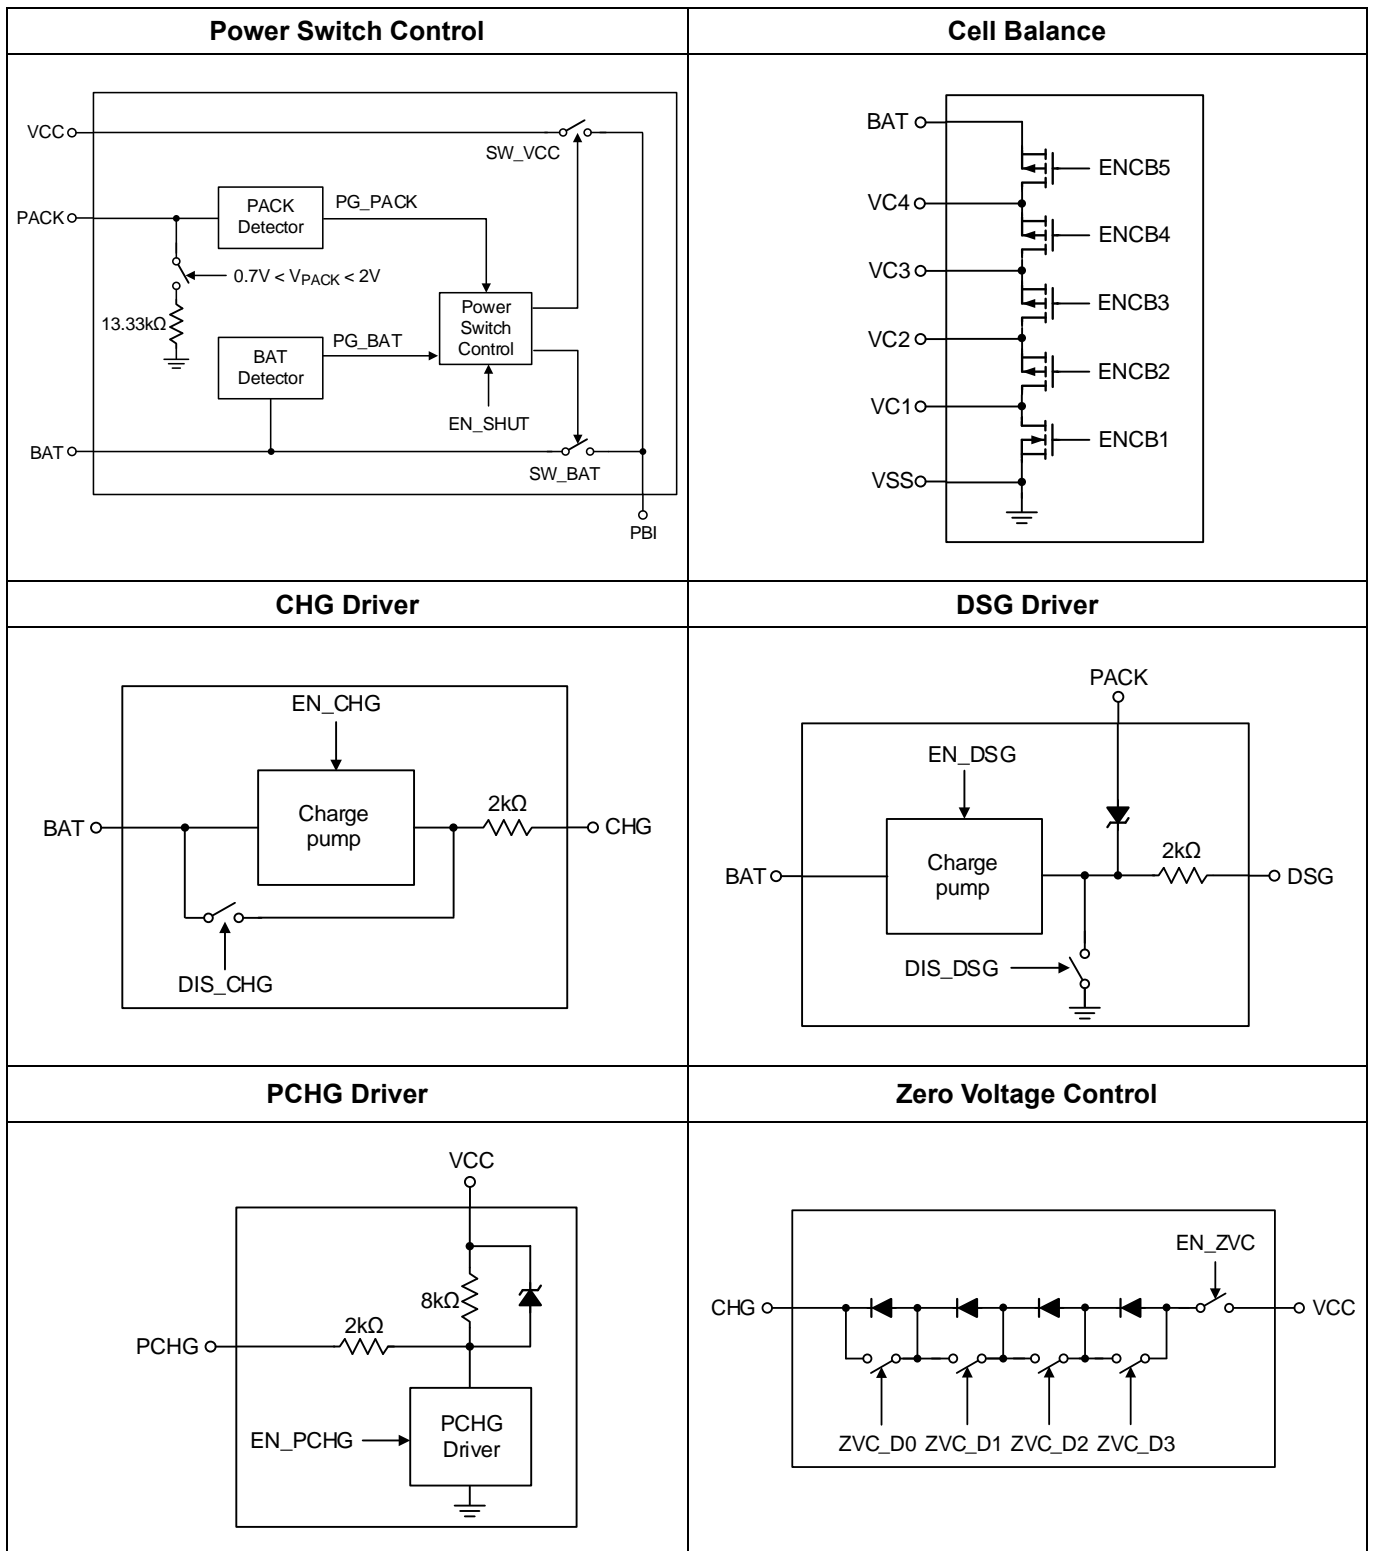 Power Switch Control
Cell Balance
VCC
SW_VCC
PACK
PACK
Detector
PG_PACK
0.7V < VPACK < 2V
13.33kΩ
Power
Switch
Control
BAT
Detector
PG_BAT
EN_SHUT
BAT
SW_BAT
PBI
BAT
ENCB5
VC4
ENCB4
VC3
ENCB3
VC2
ENCB2
VC1
ENCB1
VSS
CHG Driver
DSG Driver
EN_CHG
BAT
Charge
pump
2kΩ
CHG
DIS_CHG
PACK
EN_DSG
BAT
Charge
pump
2kΩ
DSG
DIS_DSG
PCHG Driver
Zero Voltage Control
VCC
8kΩ
2kΩ
PCHG
EN_PCHG
PCHG
Driver
EN_ZVC
CHG
VCC
ZVC_D0 ZVC_D1 ZVC_D2 ZVC_D3